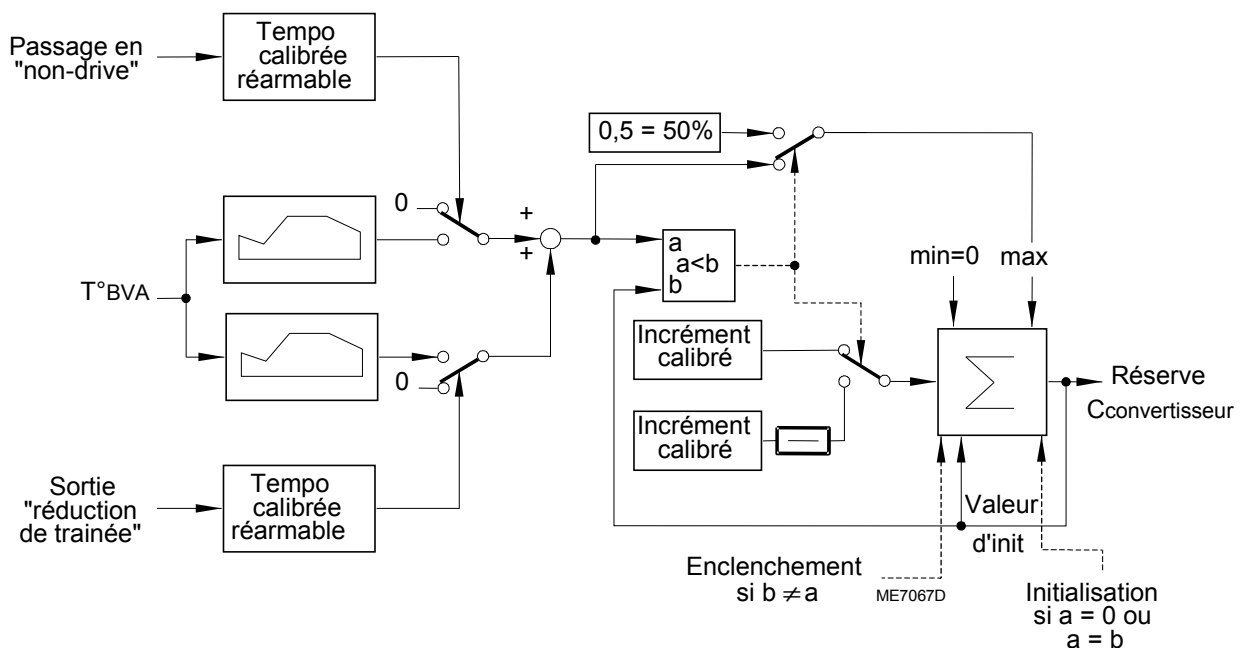 Passage en
"non-drive"
Tempo
calibrée
réarmable
0,5 = 50%
0
+
+
a
a<b
b
min=0
max
T°BVA
Incrément
calibré
0
Σ
Réserve
Cconvertisseur
Incrément
calibré
Sortie
"réduction
de trainée"
Tempo
calibrée
réarmable
Valeur
d'init
Enclenchement
si b ≠ a
ME7067D
Initialisation
si a = 0 ou
a = b